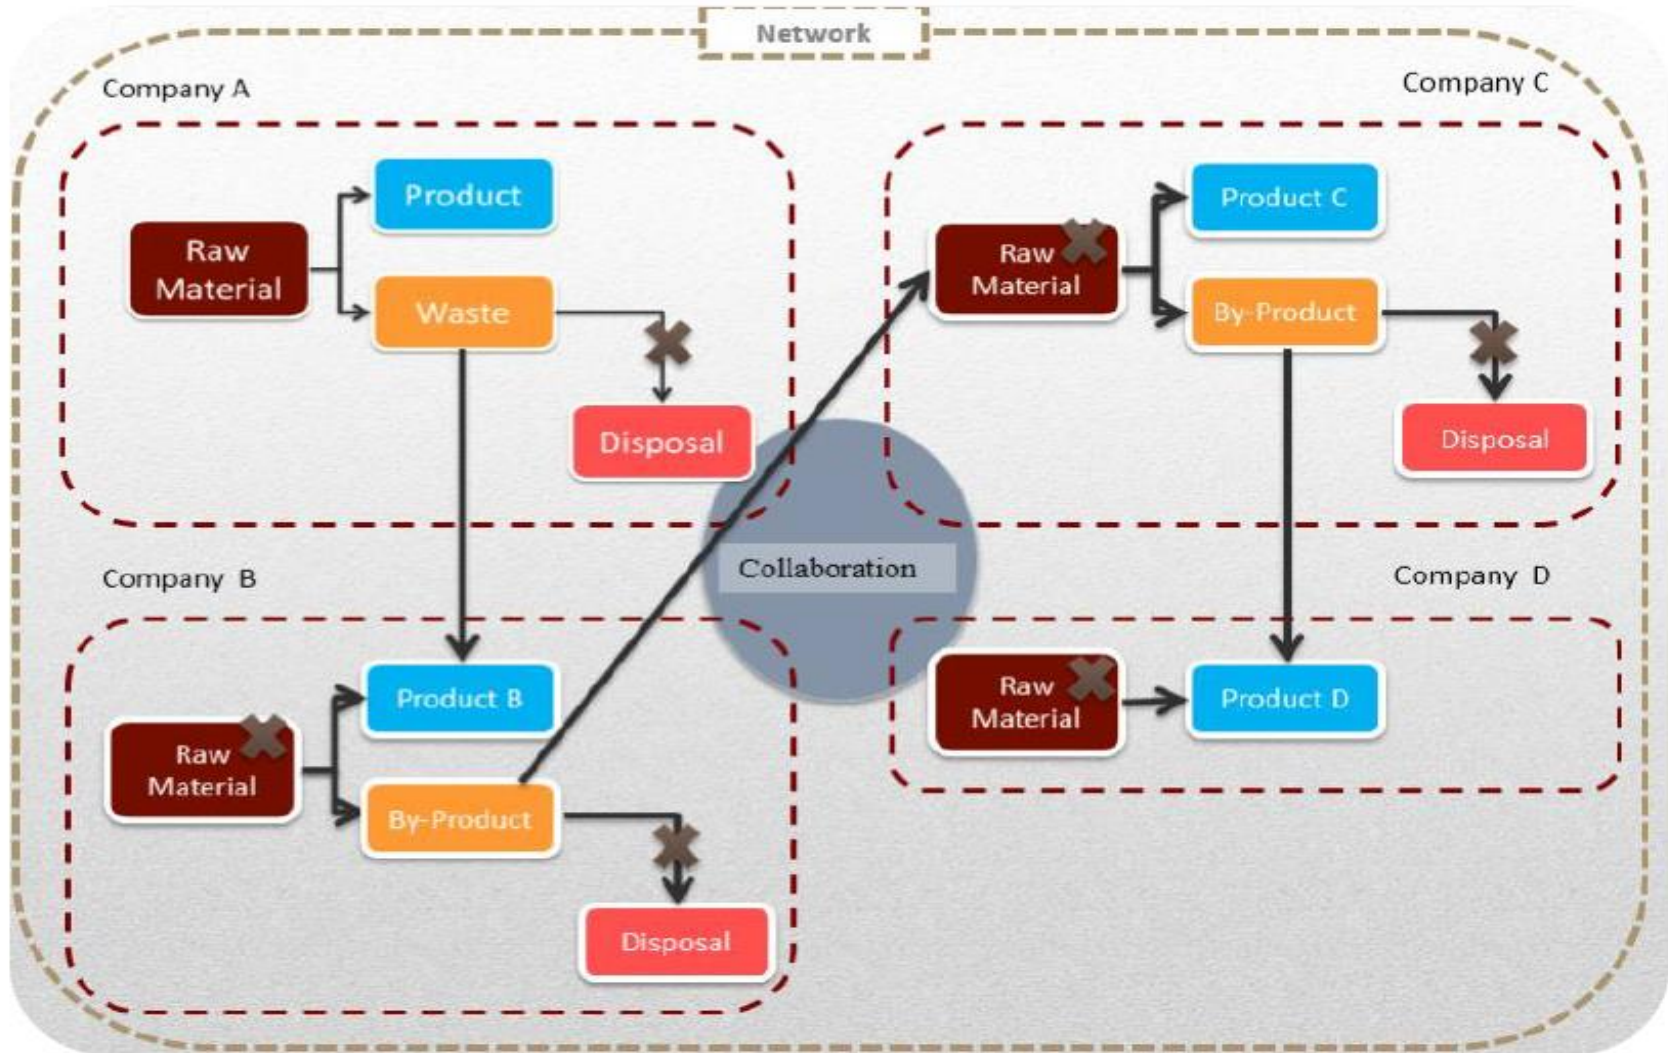 Network
Company A
Product
Raw
Material
Waste
Disposal
Company C
Product C
Raw
Material
By-Product
Disposal
Collaboration
Company B
Product B
Raw
Material
By-Product
Disposal
Company D
Raw
Material
Product D